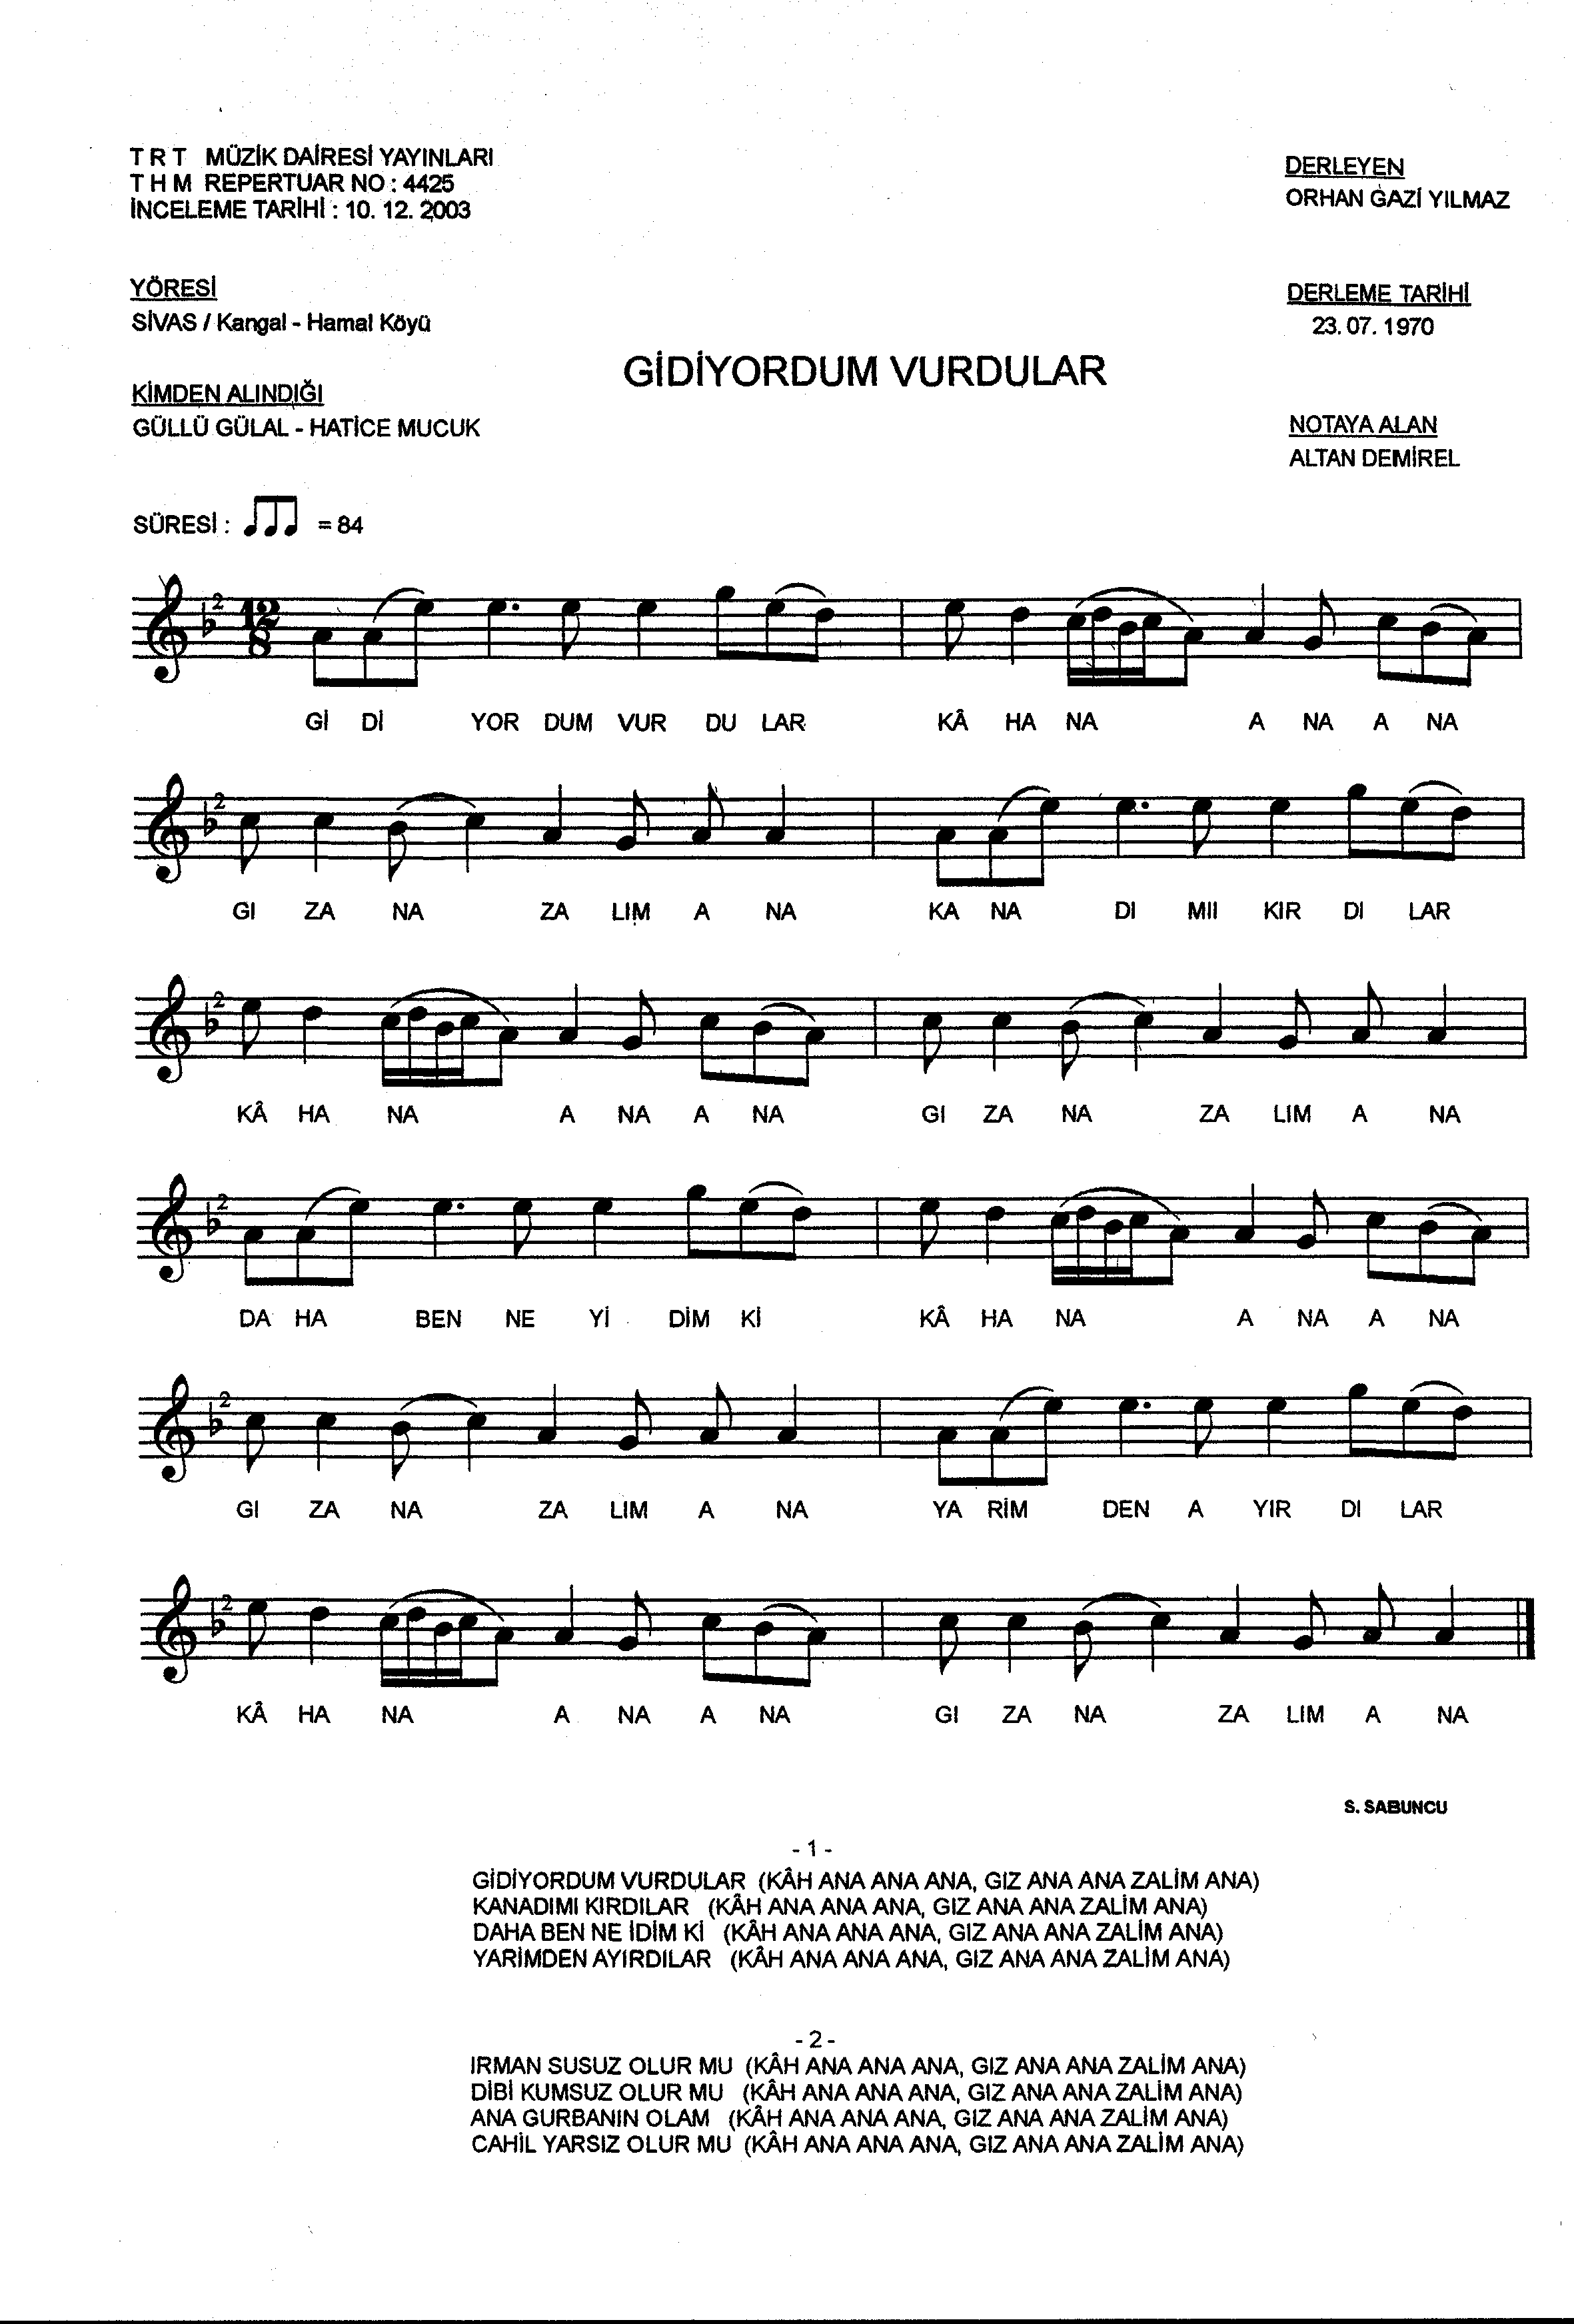 T R T MÜZİK DAİRESİ YAYINLARI
T H M REPERTUAR NO : 4425
İNCELEME TARİHİ : 10. 12. 2003
DERLEYEN
ORHAN GAZİ YILMAZ
YÖRESİ
SİVAS / Kangal - Hamal Köyü
DERLEME TARİHİ
23. 07. 1970
GİDİYORDUM VURDULAR
KİMDEN ALINDIĞI
GÜLLÜ GÜLAL - HATİCE MUCUK
NOTAYA ALAN
ALTAN DEMİREL
SÜRESİ : = 84
2 12 8
Gİ Dİ YOR DUM VUR DU LAR KÂ HA NA A NA A NA
2
GI ZA NA ZA LIM A NA KA NA DI MII KIR DI LAR
2
KÂ HA NA A NA A NA GI ZA NA ZA LIM A NA
2
DA HA BEN NE Yİ DİM Kİ KÂ HA NA A NA A NA
2
GI ZA NA ZA LIM A NA YA RİM DEN A YIR DI LAR
2
KÂ HA NA A NA A NA GI ZA NA ZA LIM A NA
S. SABUNCU
- 1 -
GİDİYORDUM VURDULAR (KÂH ANA ANA ANA, GIZ ANA ANA ZALİM ANA)
KANADIMI KIRDILAR (KÂH ANA ANA ANA, GIZ ANA ANA ZALİM ANA)
DAHA BEN NE İDİM Kİ (KÂH ANA ANA ANA, GIZ ANA ANA ZALİM ANA)
YARİMDEN AYIRDILAR (KÂH ANA ANA ANA, GIZ ANA ANA ZALİM ANA)
- 2 -
IRMAN SUSUZ OLUR MU (KÂH ANA ANA ANA, GIZ ANA ANA ZALİM ANA)
DİBİ KUMSUZ OLUR MU (KÂH ANA ANA ANA, GIZ ANA ANA ZALİM ANA)
ANA GURBANIN OLAM (KÂH ANA ANA ANA, GIZ ANA ANA ZALİM ANA)
CAHİL YARSIZ OLUR MU (KÂH ANA ANA ANA, GIZ ANA ANA ZALİM ANA)